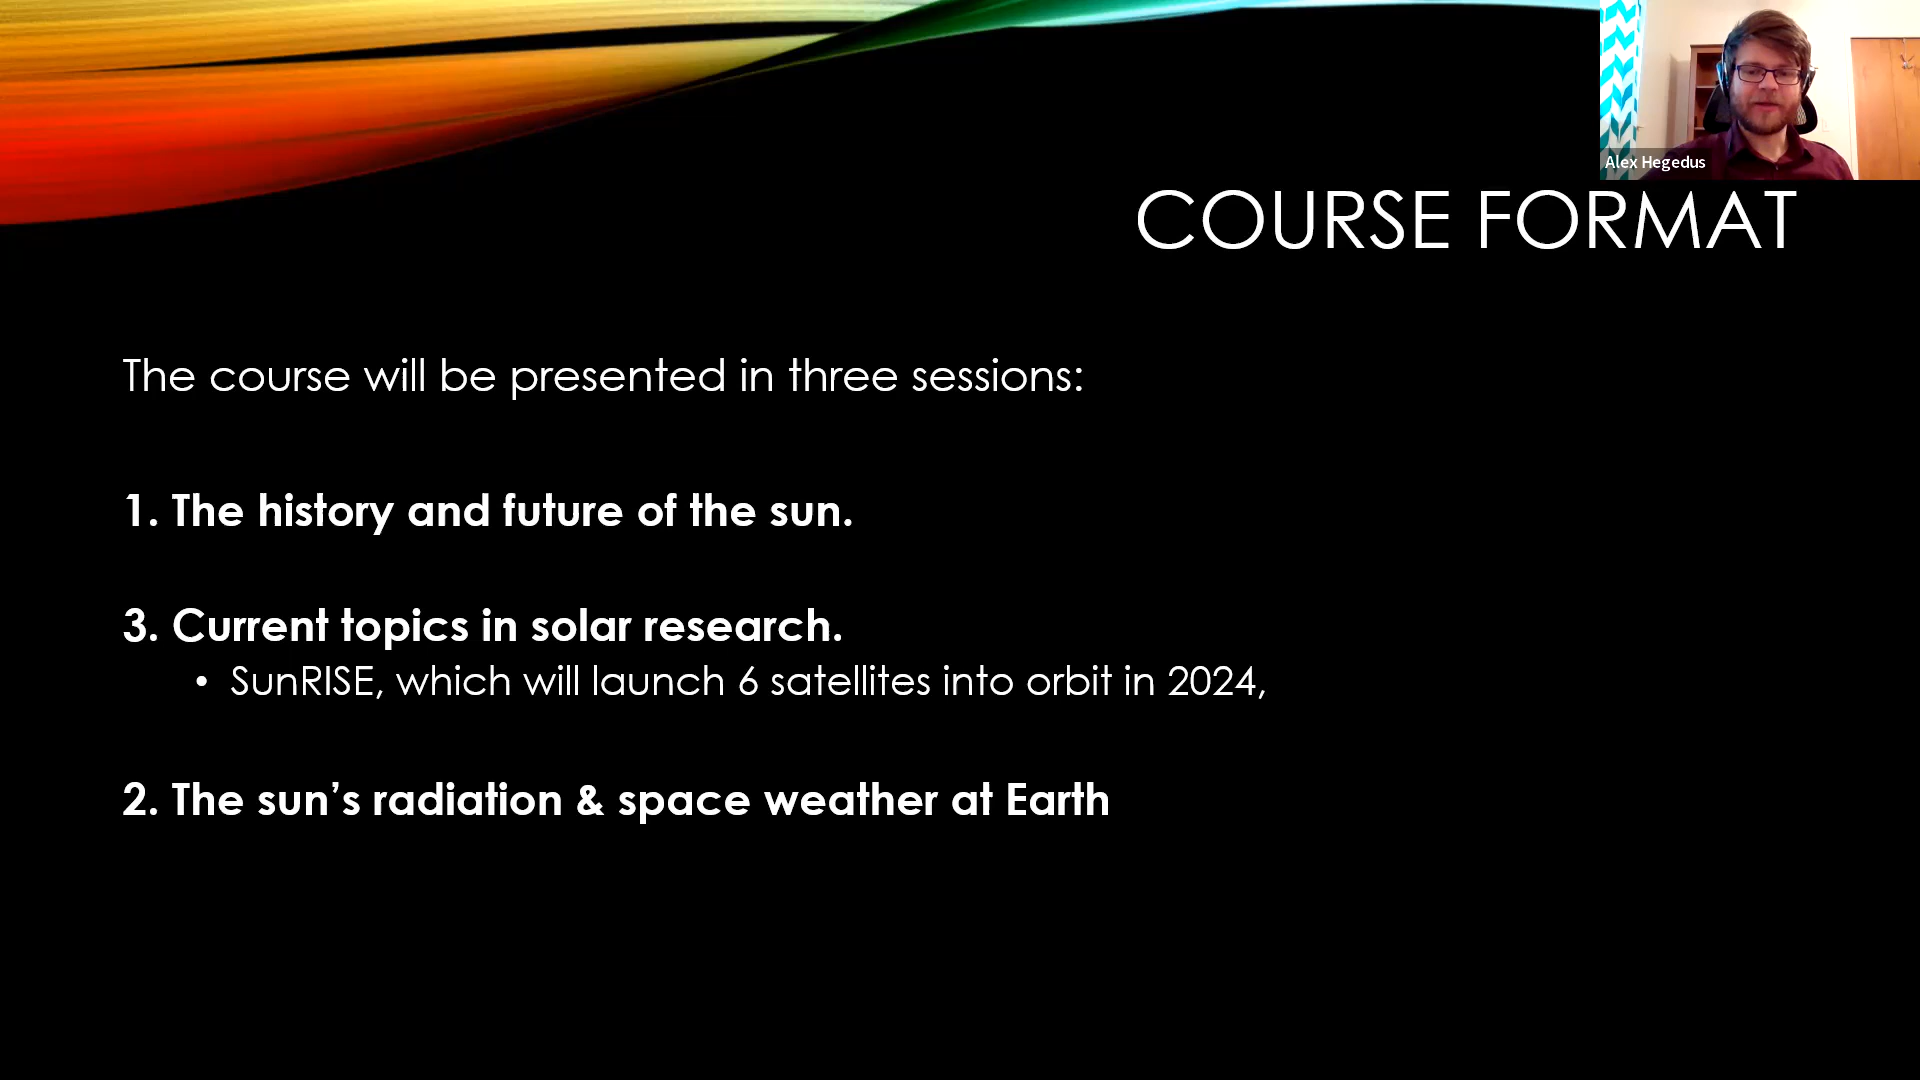 Alex Hegedus
COURSE FORMAT
The course will be presented in three sessions:
1. The history and future of the sun.
3. Current topics in solar research.
• SunRISE, which will launch 6 satellites into orbit in 2024,
2. The sun’s radiation & space weather at Earth